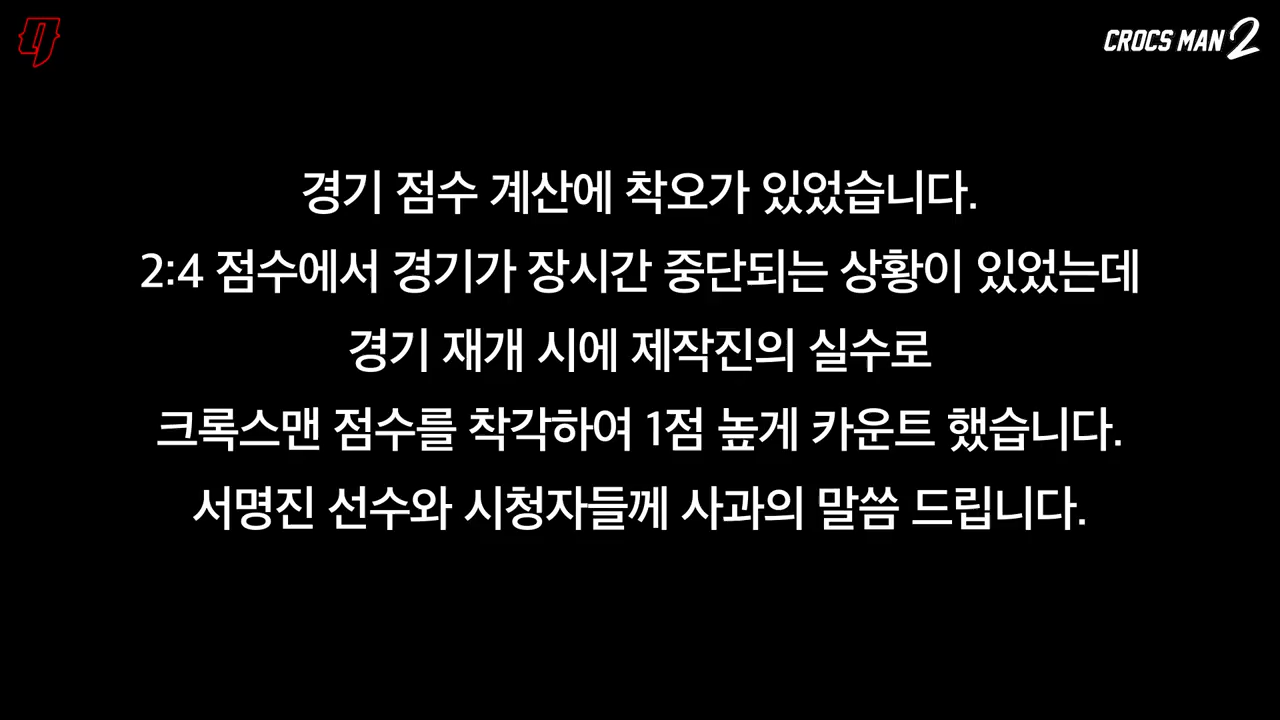 CROCS MAN 2
경기 점수 계산에 착오가 있었습니다.
2:4 점수에서 경기가 장시간 중단되는 상황이 있었는데
경기 재개 시에 제작진의 실수로
크록스맨 점수를 착각하여 1점 높게 카운트 했습니다.
서명진 선수와 시청자들께 사과의 말씀 드립니다.